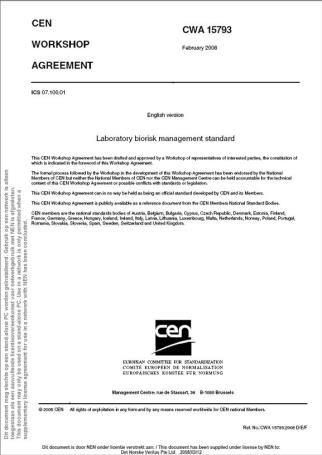 CEN
WORKSHOP
AGREEMENT
CWA 15793
February 2008
ICS 07.100.01
English version
Laboratory biorisk management standard
This CEN Workshop Agreement has been drafted and approved by a Workshop of representatives of interested parties, the constitution of
which is indicated in the foreword of this Workshop Agreement.
The formal process followed by the Workshop in the development of this Workshop Agreement has been endorsed by the National
Members of CEN but neither the National Members of CEN nor the CEN Management Centre can be held accountable for the technical
content of this CEN Workshop Agreement or possible conflicts with standards or legislation.
This CEN Workshop Agreement can in no way be held as being an official standard developed by CEN and its Members.
This CEN Workshop Agreement is publicly available as a reference document from the CEN Members National Standard Bodies.
CEN members are the national standards bodies of Austria, Belgium, Bulgaria, Cyprus, Czech Republic, Denmark, Estonia, Finland,
France, Germany, Greece, Hungary, Iceland, Ireland, Italy, Latvia, Lithuania, Luxembourg, Malta, Netherlands, Norway, Poland, Portugal,
Romania, Slovakia, Slovenia, Spain, Sweden, Switzerland and United Kingdom.
cen
EUROPEAN COMMITTEE FOR STANDARDIZATION
COMITÉ EUROPÉEN DE NORMALISATION
EUROPÄISCHES KOMITEE FÜR NORMUNG
Management Centre: rue de Stassart, 36 B-1050 Brussels
© 2008 CEN All rights of exploitation in any form and by any means reserved worldwide for CEN national Members.
Ref. No.:CWA 15793:2008 D/E/F
Dit document is door NEN onder licentie verstrekt aan: / This document has been supplied under license by NEN to:
Det Norske Veritas Pte Ltd 2008/03/12
Dit document mag slechts op een stand-alone PC worden geinstalleerd. Gebruik op een netwerk is alleen
toegestaan als een aanvullende licentieovereenkomst voor netwerkgebruik met NEN is afgesloten.
This document may only be used on a stand-alone PC. Use in a network is only permitted when a
supplementary license agreement for use in a network with NEN has been concluded.